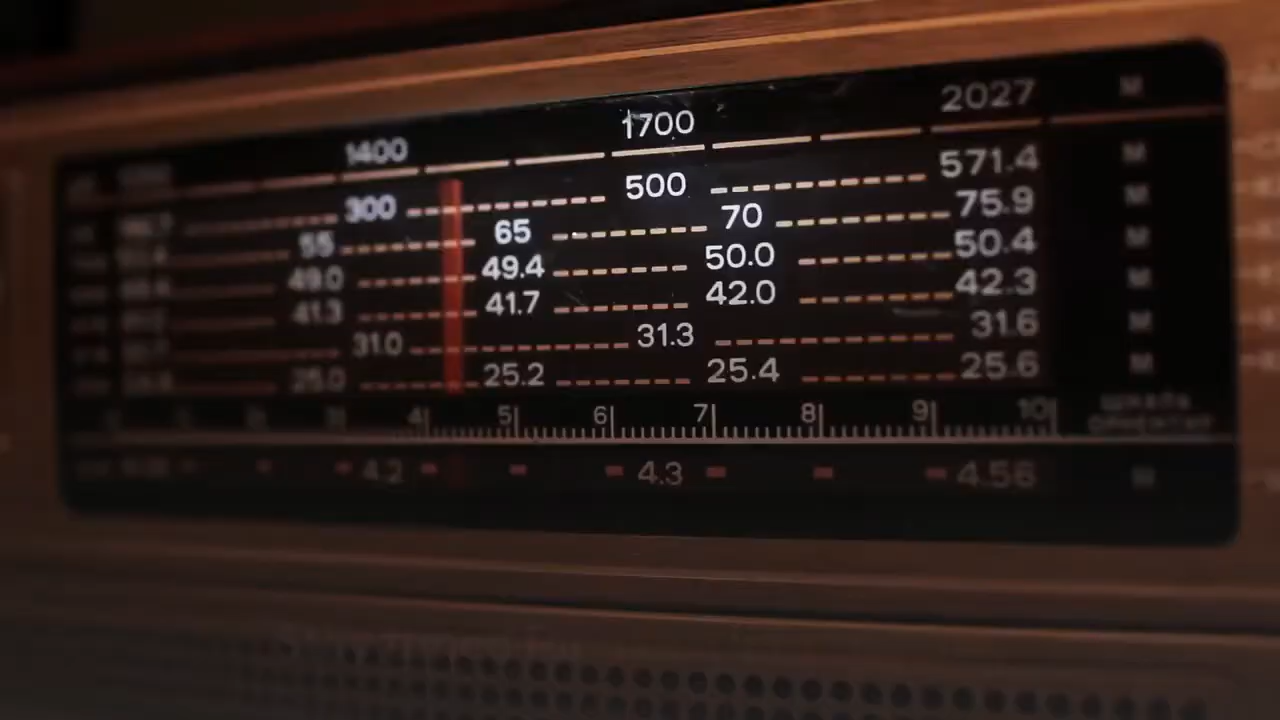 1400 1700 2027 М
300 500 571.4 М
55 65 70 75.9 М
49.0 49.4 50.0 50.4 М
41.3 41.7 42.0 42.3 М
31.0 31.3 31.6 М
25.0 25.2 25.4 25.6 М
4 5 6 7 8 9 10 ШКАЛА
ОРИЕНТИР
4.2 4.3 4.56 М